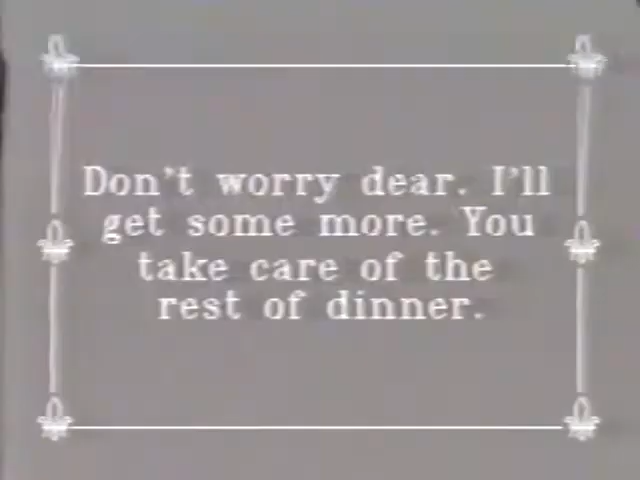 Don't worry dear. I'll
get some more. You
take care of the
rest of dinner.